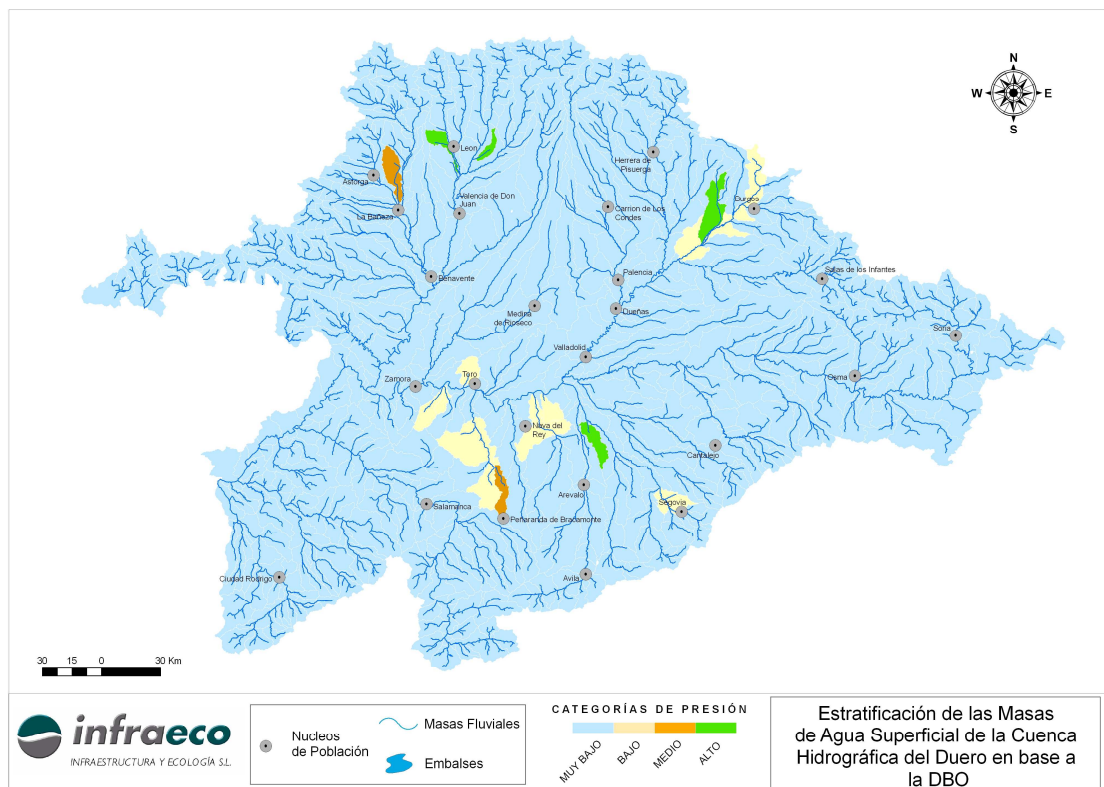 N
W E
S
Leon
Herrera de
Pisuerga
Astorga
Valencia de Don
Juan
La Bañeza
Carrion de Los
Condes
Burgos
Benavente
Palencia
Salas de los Infantes
Medina
de Rioseco
Dueñas
Soria
Valladolid
Zamora
Toro
Osma
Nava del
Rey
Cantalejo
Arevalo
Salamanca
Segovia
Peñaranda de Bracamonte
Ciudad Rodrigo
Avila
30 15 0 30 Km
infraeco
INFRAESTRUCTURA Y ECOLOGÍA S.L.
Núcleos
de Población
Masas Fluviales
Embalses
CATEGORÍAS DE PRESIÓN
MUY BAJO
BAJO
MEDIO
ALTO
Estratificación de las Masas
de Agua Superficial de la Cuenca
Hidrográfica del Duero en base a
la DBO